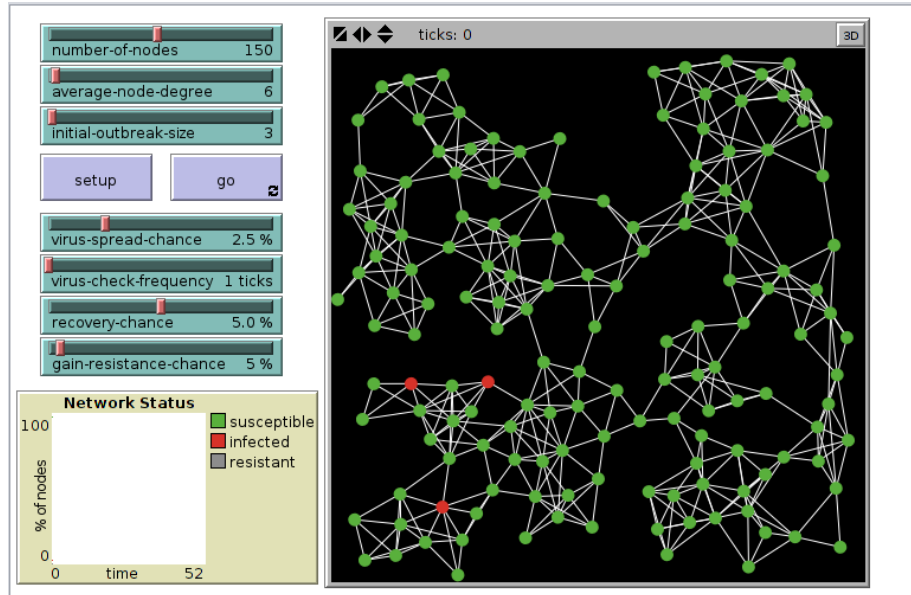 number-of-nodes 150
average-node-degree 6
initial-outbreak-size 3
setup go
virus-spread-chance 2.5 %
virus-check-frequency 1 ticks
recovery-chance 5.0 %
gain-resistance-chance 5 %
Network Status
100
% of nodes
0
0 time 52
susceptible
infected
resistant
ticks: 0 3D